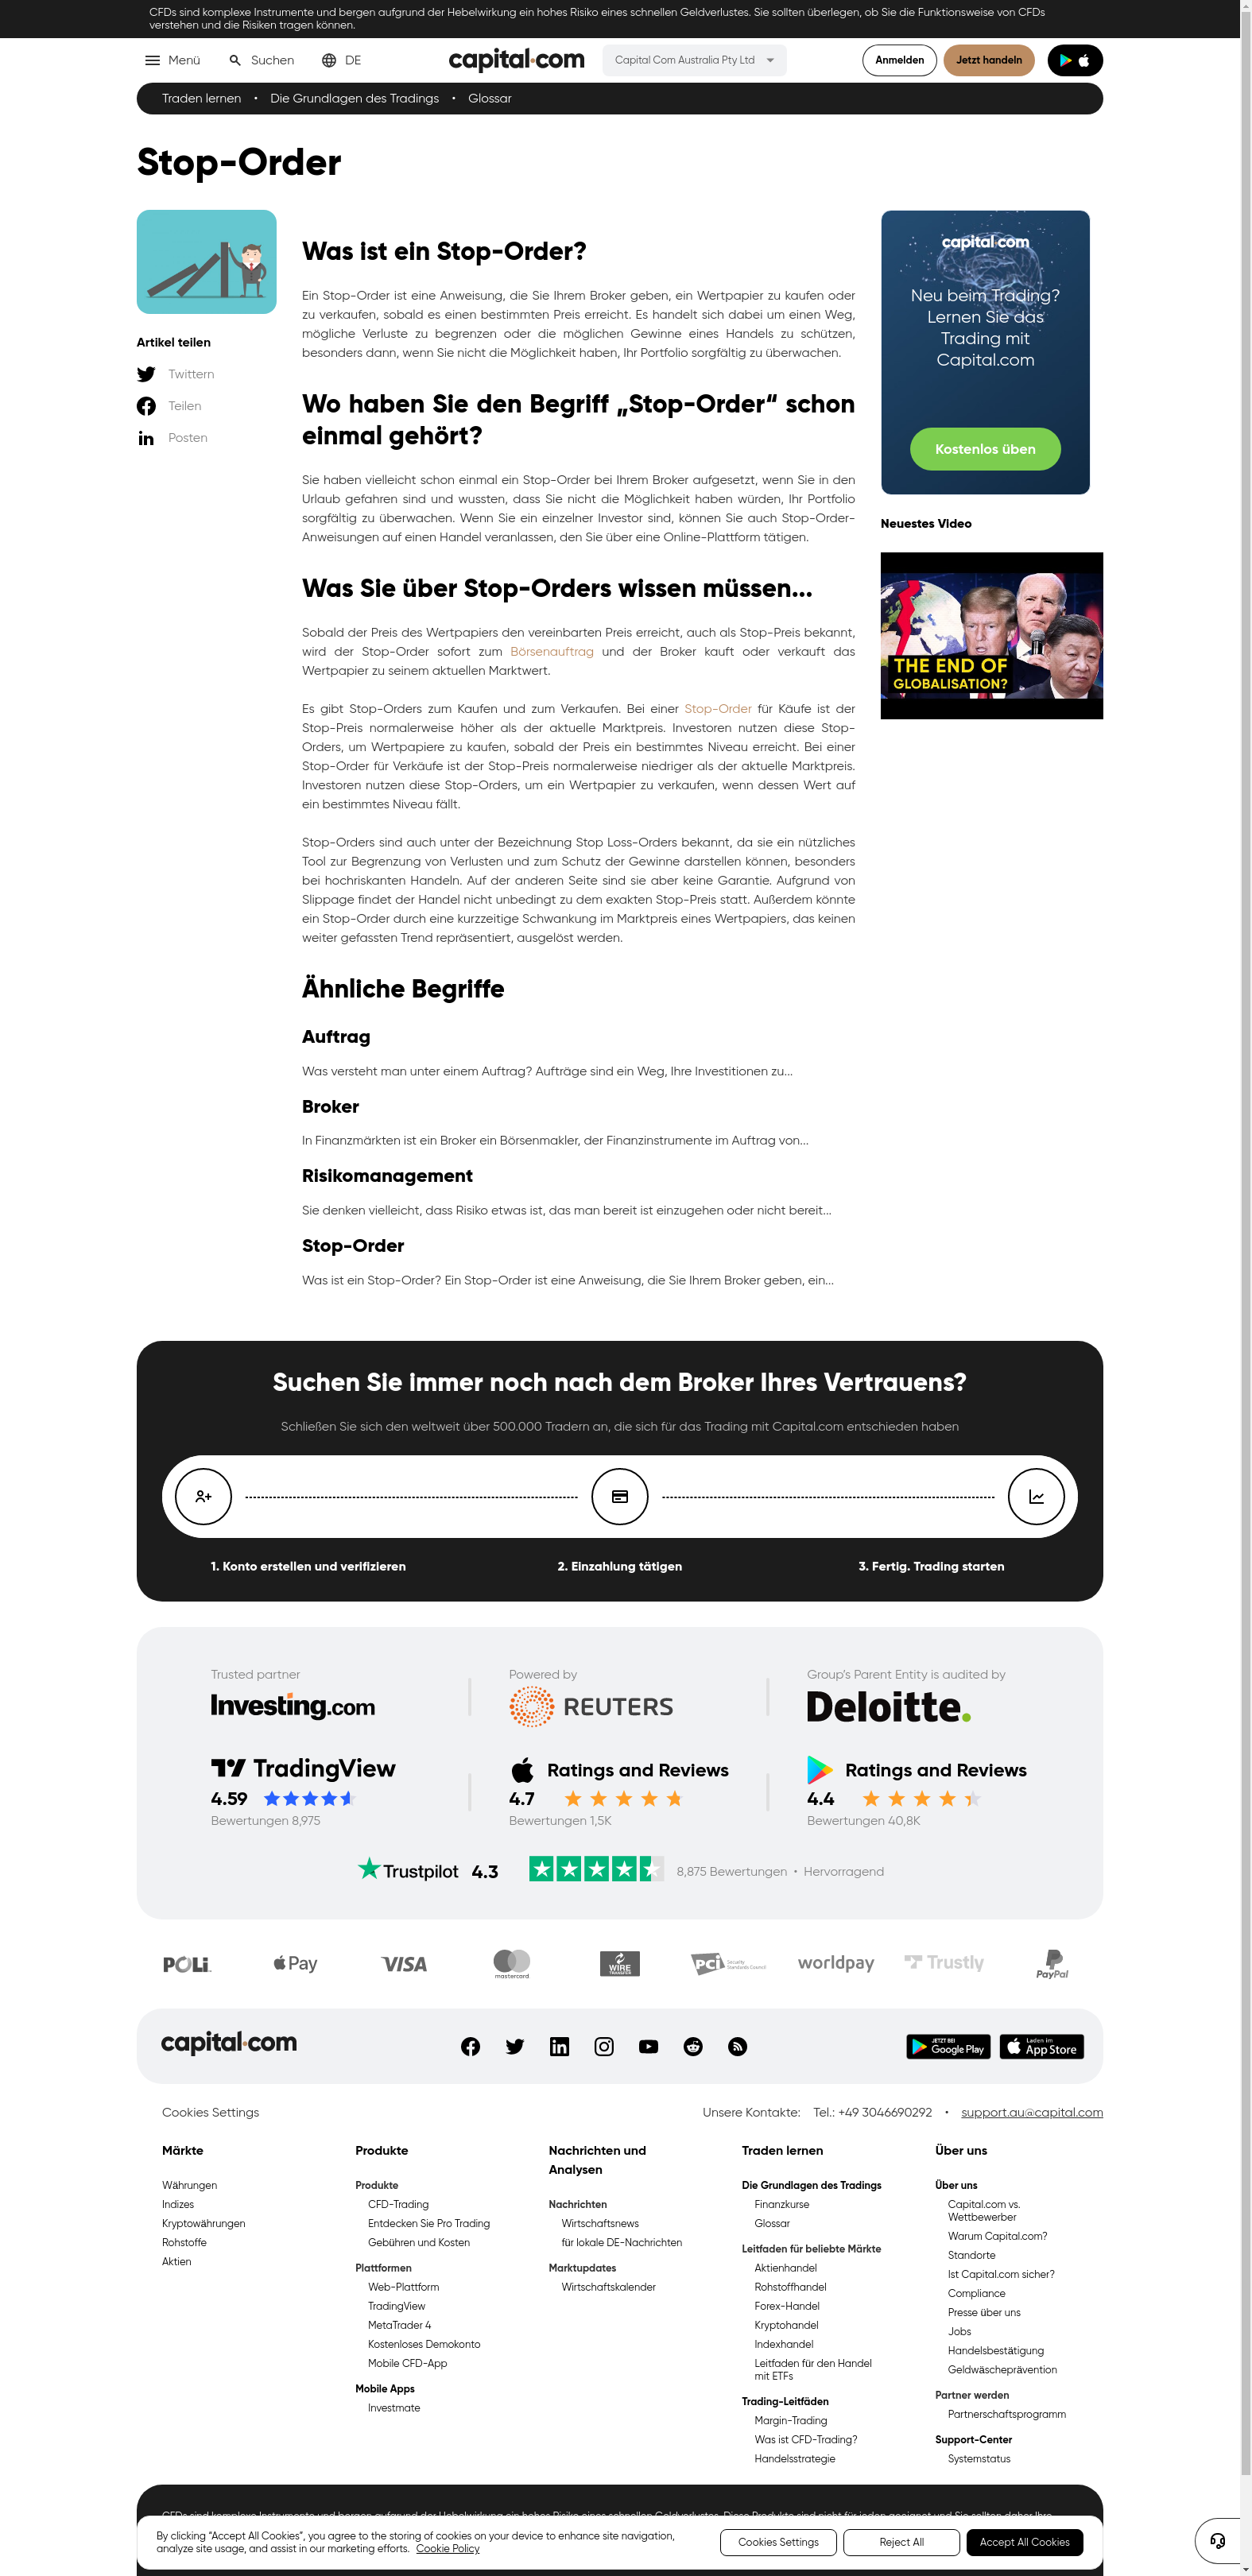 CFDs sind komplexe Instrumente und bergen aufgrund der Hebelwirkung ein hohes Risiko eines schnellen Geldverlustes. Sie sollten überlegen, ob Sie die Funktionsweise von CFDs
verstehen und die Risiken tragen können.
Menü
Suchen
DE
capital.com
Capital Com Australia Pty Ltd
Anmelden
Jetzt handeln
Traden lernen • Die Grundlagen des Tradings • Glossar
Stop-Order
Artikel teilen
Twittern
Teilen
Posten
Was ist ein Stop-Order?
Ein Stop-Order ist eine Anweisung, die Sie Ihrem Broker geben, ein Wertpapier zu kaufen oder
zu verkaufen, sobald es einen bestimmten Preis erreicht. Es handelt sich dabei um einen Weg,
mögliche Verluste zu begrenzen oder die möglichen Gewinne eines Handels zu schützen,
besonders dann, wenn Sie nicht die Möglichkeit haben, Ihr Portfolio sorgfältig zu überwachen.
Wo haben Sie den Begriff „Stop-Order“ schon
einmal gehört?
Sie haben vielleicht schon einmal ein Stop-Order bei Ihrem Broker aufgesetzt, wenn Sie in den
Urlaub gefahren sind und wussten, dass Sie nicht die Möglichkeit haben würden, Ihr Portfolio
sorgfältig zu überwachen. Wenn Sie ein einzelner Investor sind, können Sie auch Stop-Order-
Anweisungen auf einen Handel veranlassen, den Sie über eine Online-Plattform tätigen.
Was Sie über Stop-Orders wissen müssen...
Sobald der Preis des Wertpapiers den vereinbarten Preis erreicht, auch als Stop-Preis bekannt,
wird der Stop-Order sofort zum Börsenauftrag und der Broker kauft oder verkauft das
Wertpapier zu seinem aktuellen Marktwert.
Es gibt Stop-Orders zum Kaufen und zum Verkaufen. Bei einer Stop-Order für Käufe ist der
Stop-Preis normalerweise höher als der aktuelle Marktpreis. Investoren nutzen diese Stop-
Orders, um Wertpapiere zu kaufen, sobald der Preis ein bestimmtes Niveau erreicht. Bei einer
Stop-Order für Verkäufe ist der Stop-Preis normalerweise niedriger als der aktuelle Marktpreis.
Investoren nutzen diese Stop-Orders, um ein Wertpapier zu verkaufen, wenn dessen Wert auf
ein bestimmtes Niveau fällt.
Stop-Orders sind auch unter der Bezeichnung Stop Loss-Orders bekannt, da sie ein nützliches
Tool zur Begrenzung von Verlusten und zum Schutz der Gewinne darstellen können, besonders
bei hochriskanten Handeln. Auf der anderen Seite sind sie aber keine Garantie. Aufgrund von
Slippage findet der Handel nicht unbedingt zu dem exakten Stop-Preis statt. Außerdem könnte
ein Stop-Order durch eine kurzzeitige Schwankung im Marktpreis eines Wertpapiers, das keinen
weiter gefassten Trend repräsentiert, ausgelöst werden.
Ähnliche Begriffe
Auftrag
Was versteht man unter einem Auftrag? Aufträge sind ein Weg, Ihre Investitionen zu...
Broker
In Finanzmärkten ist ein Broker ein Börsenmakler, der Finanzinstrumente im Auftrag von...
Risikomanagement
Sie denken vielleicht, dass Risiko etwas ist, das man bereit ist einzugehen oder nicht bereit...
Stop-Order
Was ist ein Stop-Order? Ein Stop-Order ist eine Anweisung, die Sie Ihrem Broker geben, ein...
capital.com
Neu beim Trading?
Lernen Sie das
Trading mit
Capital.com
Kostenlos üben
Neuestes Video
THE END OF
GLOBALISATION?
Suchen Sie immer noch nach dem Broker Ihres Vertrauens?
Schließen Sie sich den weltweit über 500.000 Tradern an, die sich für das Trading mit Capital.com entschieden haben
1. Konto erstellen und verifizieren
2. Einzahlung tätigen
3. Fertig. Trading starten
Trusted partner
Investing.com
Powered by
REUTERS
Group's Parent Entity is audited by
Deloitte.
TradingView
4.59
Bewertungen 8,975
Ratings and Reviews
4.7
Bewertungen 1,5K
Ratings and Reviews
4.4
Bewertungen 40,8K
Trustpilot 4.3
8,875 Bewertungen • Hervorragend
POLi
Pay
VISA
mastercard
WIRE
TRANSFER
PCI Security
Standards Council
worldpay
Trustly
PayPal
capital.com
JETZT BEI
Google Play
Laden im
App Store
Cookies Settings
Unsere Kontakte: Tel.: +49 3046690292 • support.au@capital.com
Märkte
Währungen
Indizes
Kryptowährungen
Rohstoffe
Aktien
Produkte
Produkte
CFD-Trading
Entdecken Sie Pro Trading
Gebühren und Kosten
Plattformen
Web-Plattform
TradingView
MetaTrader 4
Kostenloses Demokonto
Mobile CFD-App
Mobile Apps
Investmate
Nachrichten und
Analysen
Nachrichten
Wirtschaftsnews
für lokale DE-Nachrichten
Marktupdates
Wirtschaftskalender
Traden lernen
Die Grundlagen des Tradings
Finanzkurse
Glossar
Leitfaden für beliebte Märkte
Aktienhandel
Rohstoffhandel
Forex-Handel
Kryptohandel
Indexhandel
Leitfaden für den Handel
mit ETFs
Trading-Leitfäden
Margin-Trading
Was ist CFD-Trading?
Handelsstrategie
Über uns
Über uns
Capital.com vs.
Wettbewerber
Warum Capital.com?
Standorte
Ist Capital.com sicher?
Compliance
Presse über uns
Jobs
Handelsbestätigung
Geldwäscheprävention
Partner werden
Partnerschaftsprogramm
Support-Center
Systemstatus
CFDs sind komplexe Instrumente und bergen aufgrund der Hebelwirkung ein hohes Risiko eines schnellen Geldverlustes. Diese Produkte sind nicht für jeden geeignet und Sie sollten daher Ihre
By clicking “Accept All Cookies”, you agree to the storing of cookies on your device to enhance site navigation,
analyze site usage, and assist in our marketing efforts. Cookie Policy
Cookies Settings
Reject All
Accept All Cookies